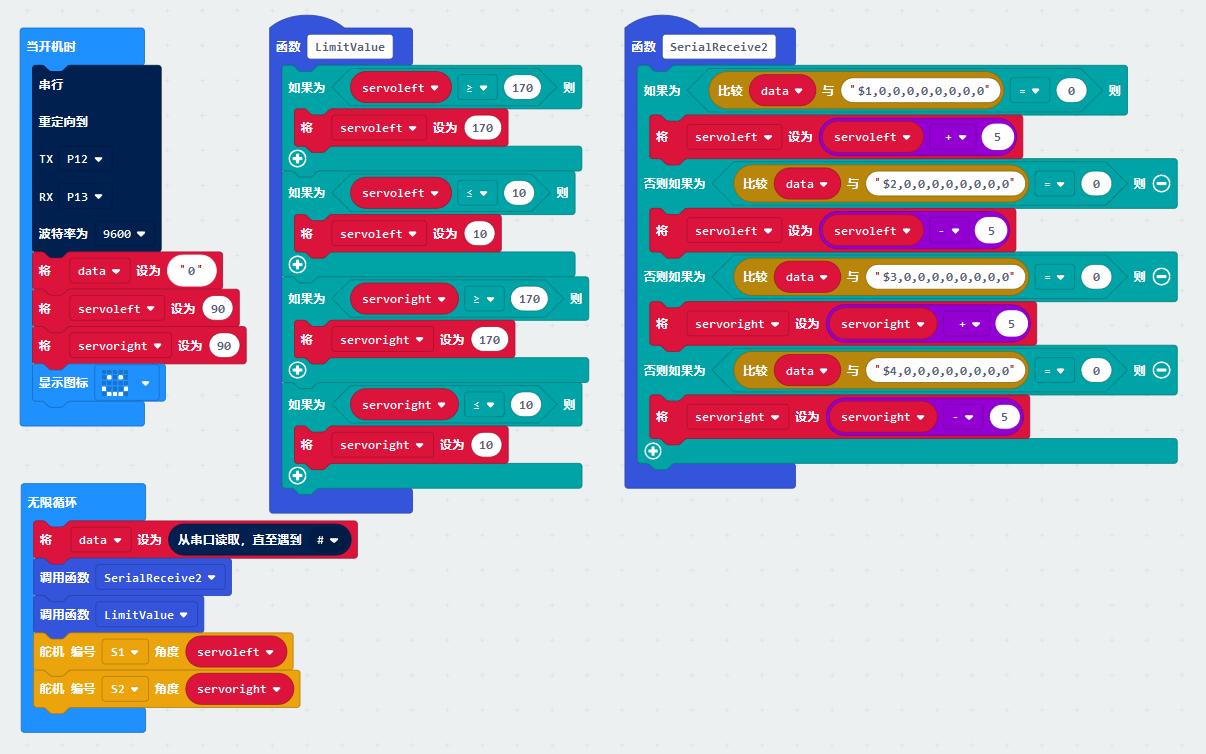 当开机时
串行
重定向到
TX P12
RX P13
波特率为 9600
将 data 设为 "0"
将 servoleft 设为 90
将 servoright 设为 90
显示图标
函数 LimitValue
如果为 servoleft ≥ 170 则
将 servoleft 设为 170
如果为 servoleft ≤ 10 则
将 servoleft 设为 10
如果为 servoright ≥ 170 则
将 servoright 设为 170
如果为 servoright ≤ 10 则
将 servoright 设为 10
函数 SerialReceive2
如果为 比较 data 与 "$1,0,0,0,0,0,0,0,0" = 0 则
将 servoleft 设为 servoleft + 5
否则如果为 比较 data 与 "$2,0,0,0,0,0,0,0,0" = 0 则
将 servoleft 设为 servoleft - 5
否则如果为 比较 data 与 "$3,0,0,0,0,0,0,0,0" = 0 则
将 servoright 设为 servoright + 5
否则如果为 比较 data 与 "$4,0,0,0,0,0,0,0,0" = 0 则
将 servoright 设为 servoright - 5
无限循环
将 data 设为 从串口读取，直至遇到 #
调用函数 SerialReceive2
调用函数 LimitValue
舵机 编号 S1 角度 servoleft
舵机 编号 S2 角度 servoright